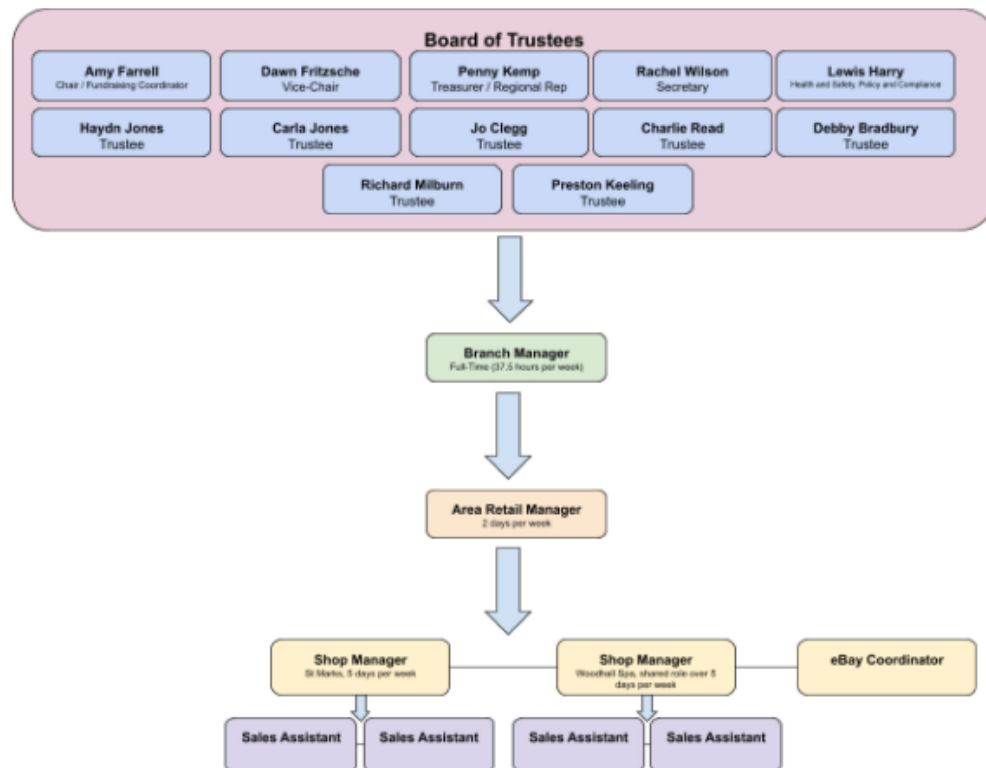 Board of Trustees
Amy Farrell
Chair / Fundraising Coordinator
Dawn Fritzsche
Vice-Chair
Penny Kemp
Treasurer / Regional Rep
Rachel Wilson
Secretary
Lewis Harry
Health and Safety, Policy and Compliance
Haydn Jones
Trustee
Carla Jones
Trustee
Jo Clegg
Trustee
Charlie Read
Trustee
Debby Bradbury
Trustee
Richard Milburn
Trustee
Preston Keeling
Trustee
Branch Manager
Full-Time (37.5 hours per week)
Area Retail Manager
2 days per week
Shop Manager
St Marks, 5 days per week
Shop Manager
Woodhall Spa, shared role over 5
days per week
eBay Coordinator
Sales Assistant
Sales Assistant
Sales Assistant
Sales Assistant